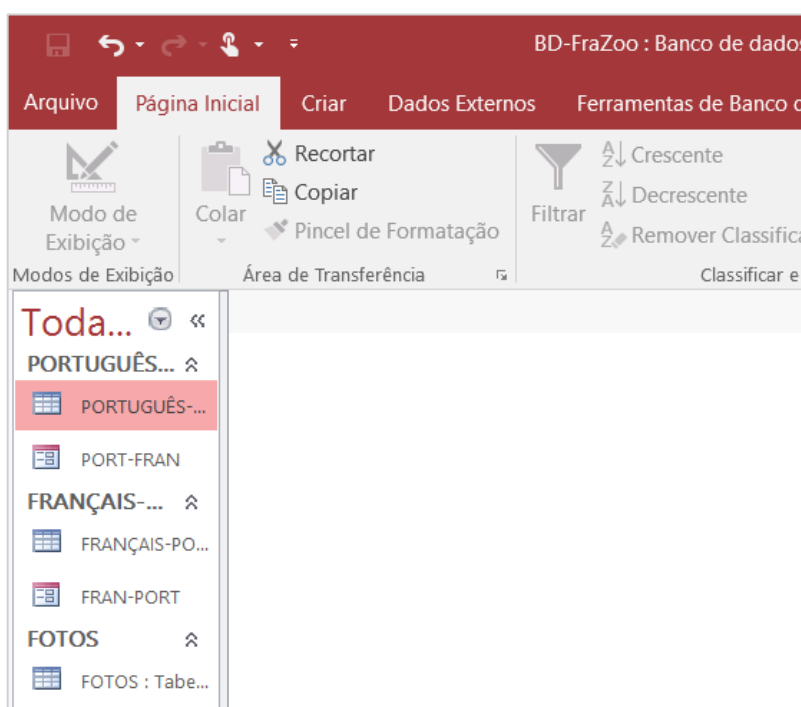 BD-FraZoo : Banco de dados
Arquivo Página Inicial Criar Dados Externos Ferramentas de Banco
Modo de Exibição
Colar
Recortar
Copiar
Pincel de Formatação
Filtrar
Crescente
Decrescente
Remover Classifica
Modos de Exibição Área de Transferência Classificar e
Toda...
PORTUGUÊS...
PORTUGUÊS-...
PORT-FRAN
FRANÇAIS-...
FRANÇAIS-PO...
FRAN-PORT
FOTOS
FOTOS : Tabe...